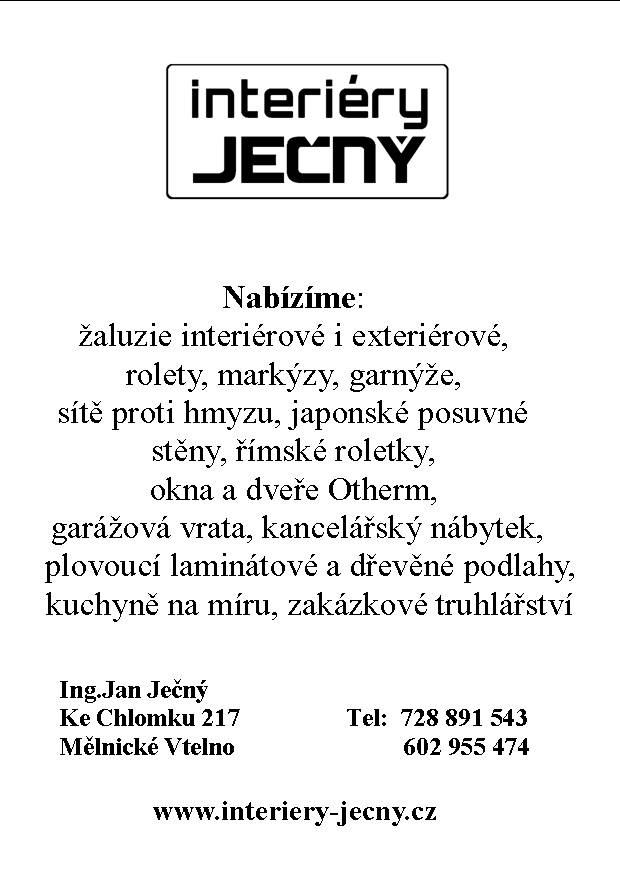 interiéry
JEČNÝ
Nabízíme:
žaluzie interiérové i exteriérové,
rolety, markýzy, garnýže,
sítě proti hmyzu, japonské posuvné
stěny, římské roletky,
okna a dveře Otherm,
garážová vrata, kancelářský nábytek,
plovoucí laminátové a dřevěné podlahy,
kuchyně na míru, zakázkové truhlářství
Ing.Jan Ječný
Ke Chlomku 217 Tel: 728 891 543
Mělnické Vtelno 602 955 474
www.interiery-jecny.cz